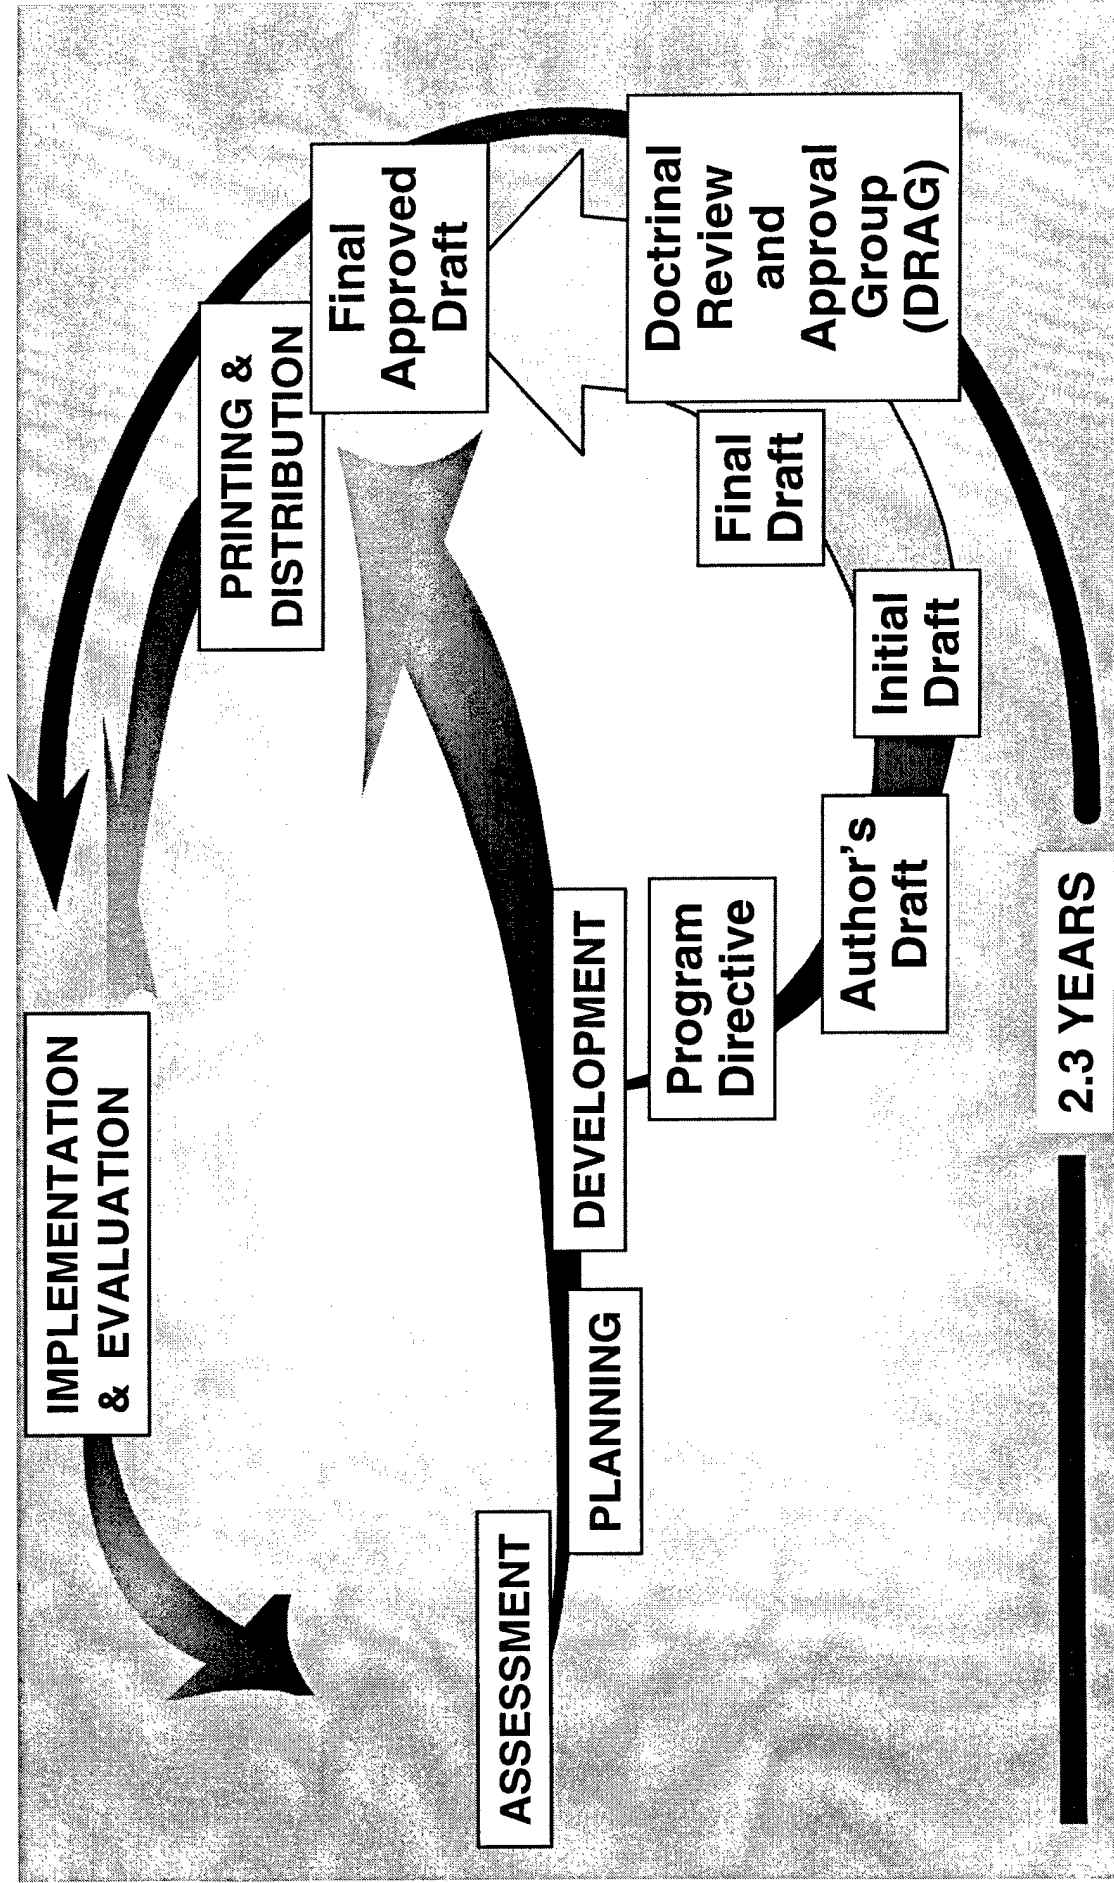 IMPLEMENTATION
& EVALUATION
PRINTING &
DISTRIBUTION
Final
Approved
Draft
ASSESSMENT
PLANNING
DEVELOPMENT
Program
Directive
Author's
Draft
Initial
Draft
Final
Draft
Doctrinal
Review
and
Approval
Group
(DRAG)
2.3 YEARS